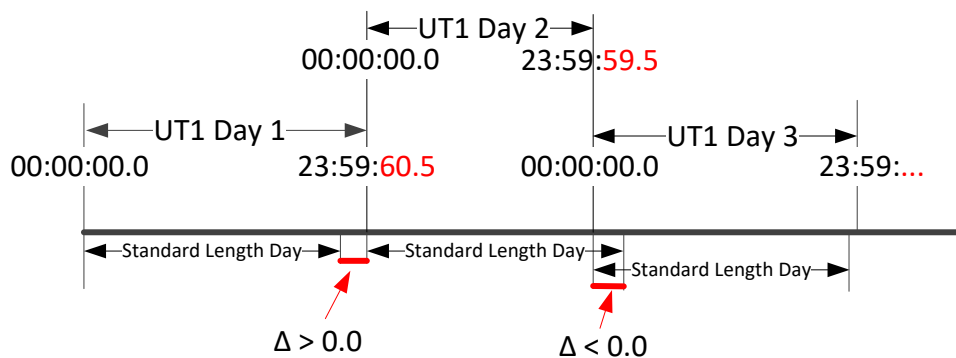 UT1 Day 2
00:00:00.0 23:59:59.5
UT1 Day 1 UT1 Day 3
00:00:00.0 23:59:60.5 00:00:00.0 23:59:...
Standard Length Day Standard Length Day
Standard Length Day
Δ > 0.0 Δ < 0.0